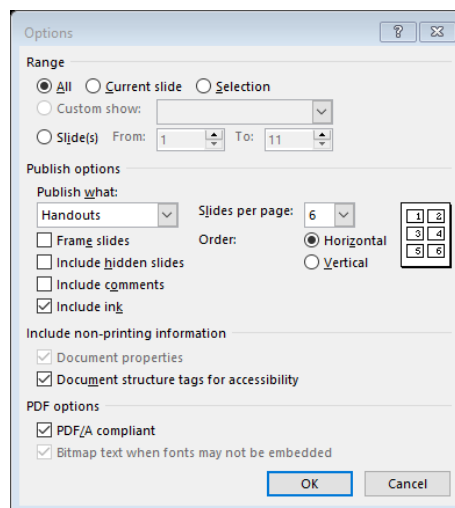 Options
Range
All Current slide Selection
Custom show:
Slide(s) From: 1 To: 11
Publish options
Publish what:
Handouts Slides per page: 6
Frame slides Order: Horizontal
Include hidden slides Vertical
Include comments
Include ink
1 2
3 4
5 6
Include non-printing information
Document properties
Document structure tags for accessibility
PDF options
PDF/A compliant
Bitmap text when fonts may not be embedded
OK Cancel